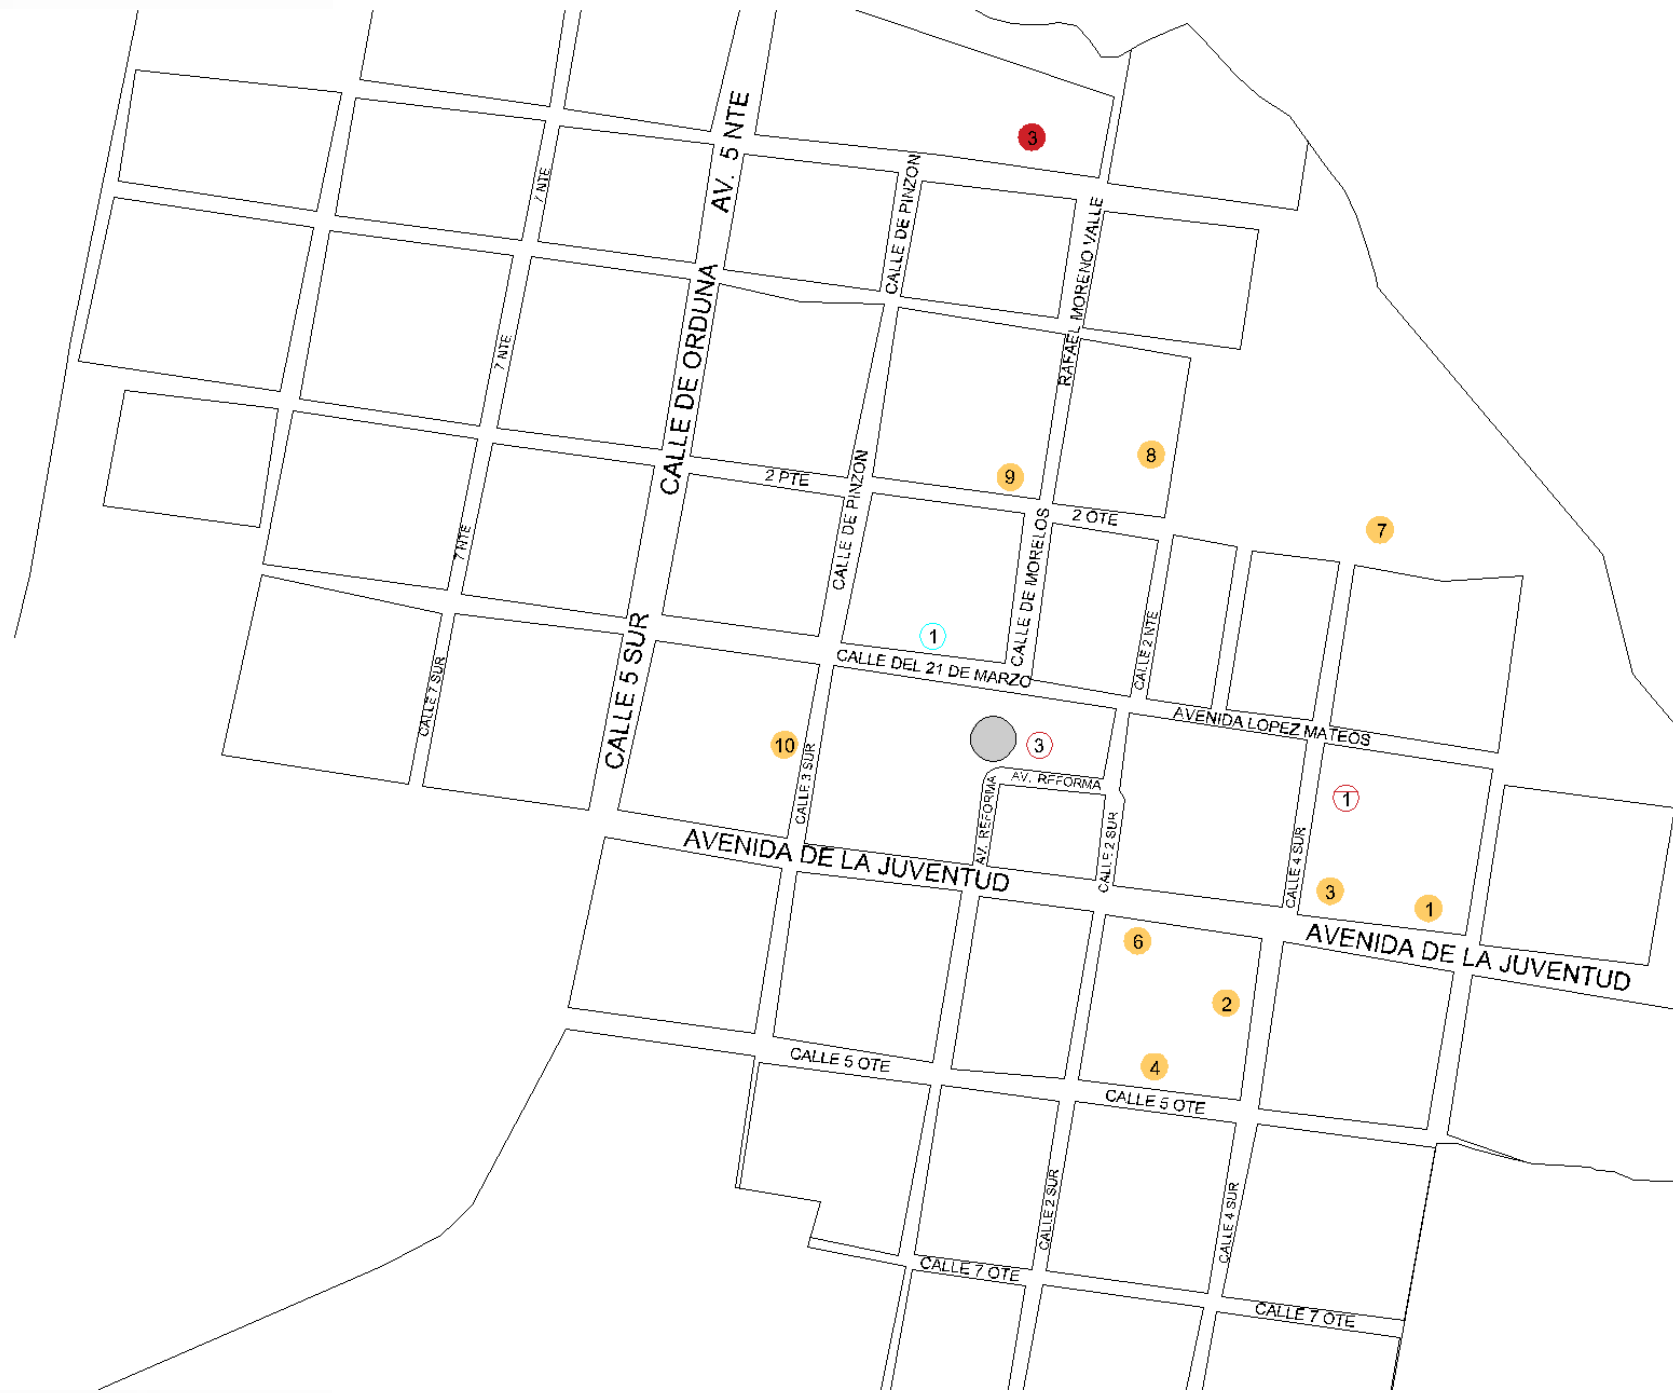 AV. 5 NTE
3
CALLE DE PINZON
7 NTE
RAFAEL MORENO VALLE
CALLE DE ORDUNA
7 NTE
8
9
2 PTE
CALLE DE PINZON
2 OTE
7
7 NTE
CALLE DE MORELOS
1
CALLE 2 NTE
CALLE DEL 21 DE MARZO
CALLE 5 SUR
CALLE 7 SUR
AVENIDA LOPEZ MATEOS
10
3
CALLE 3 SUR
AV. REFORMA
AV. REFORMA
1
CALLE 2 SUR
CALLE 4 SUR
AVENIDA DE LA JUVENTUD
3
1
6
AVENIDA DE LA JUVENTUD
2
CALLE 5 OTE
4
CALLE 5 OTE
CALLE 2 SUR
CALLE 4 SUR
CALLE 7 OTE
CALLE 7 OTE